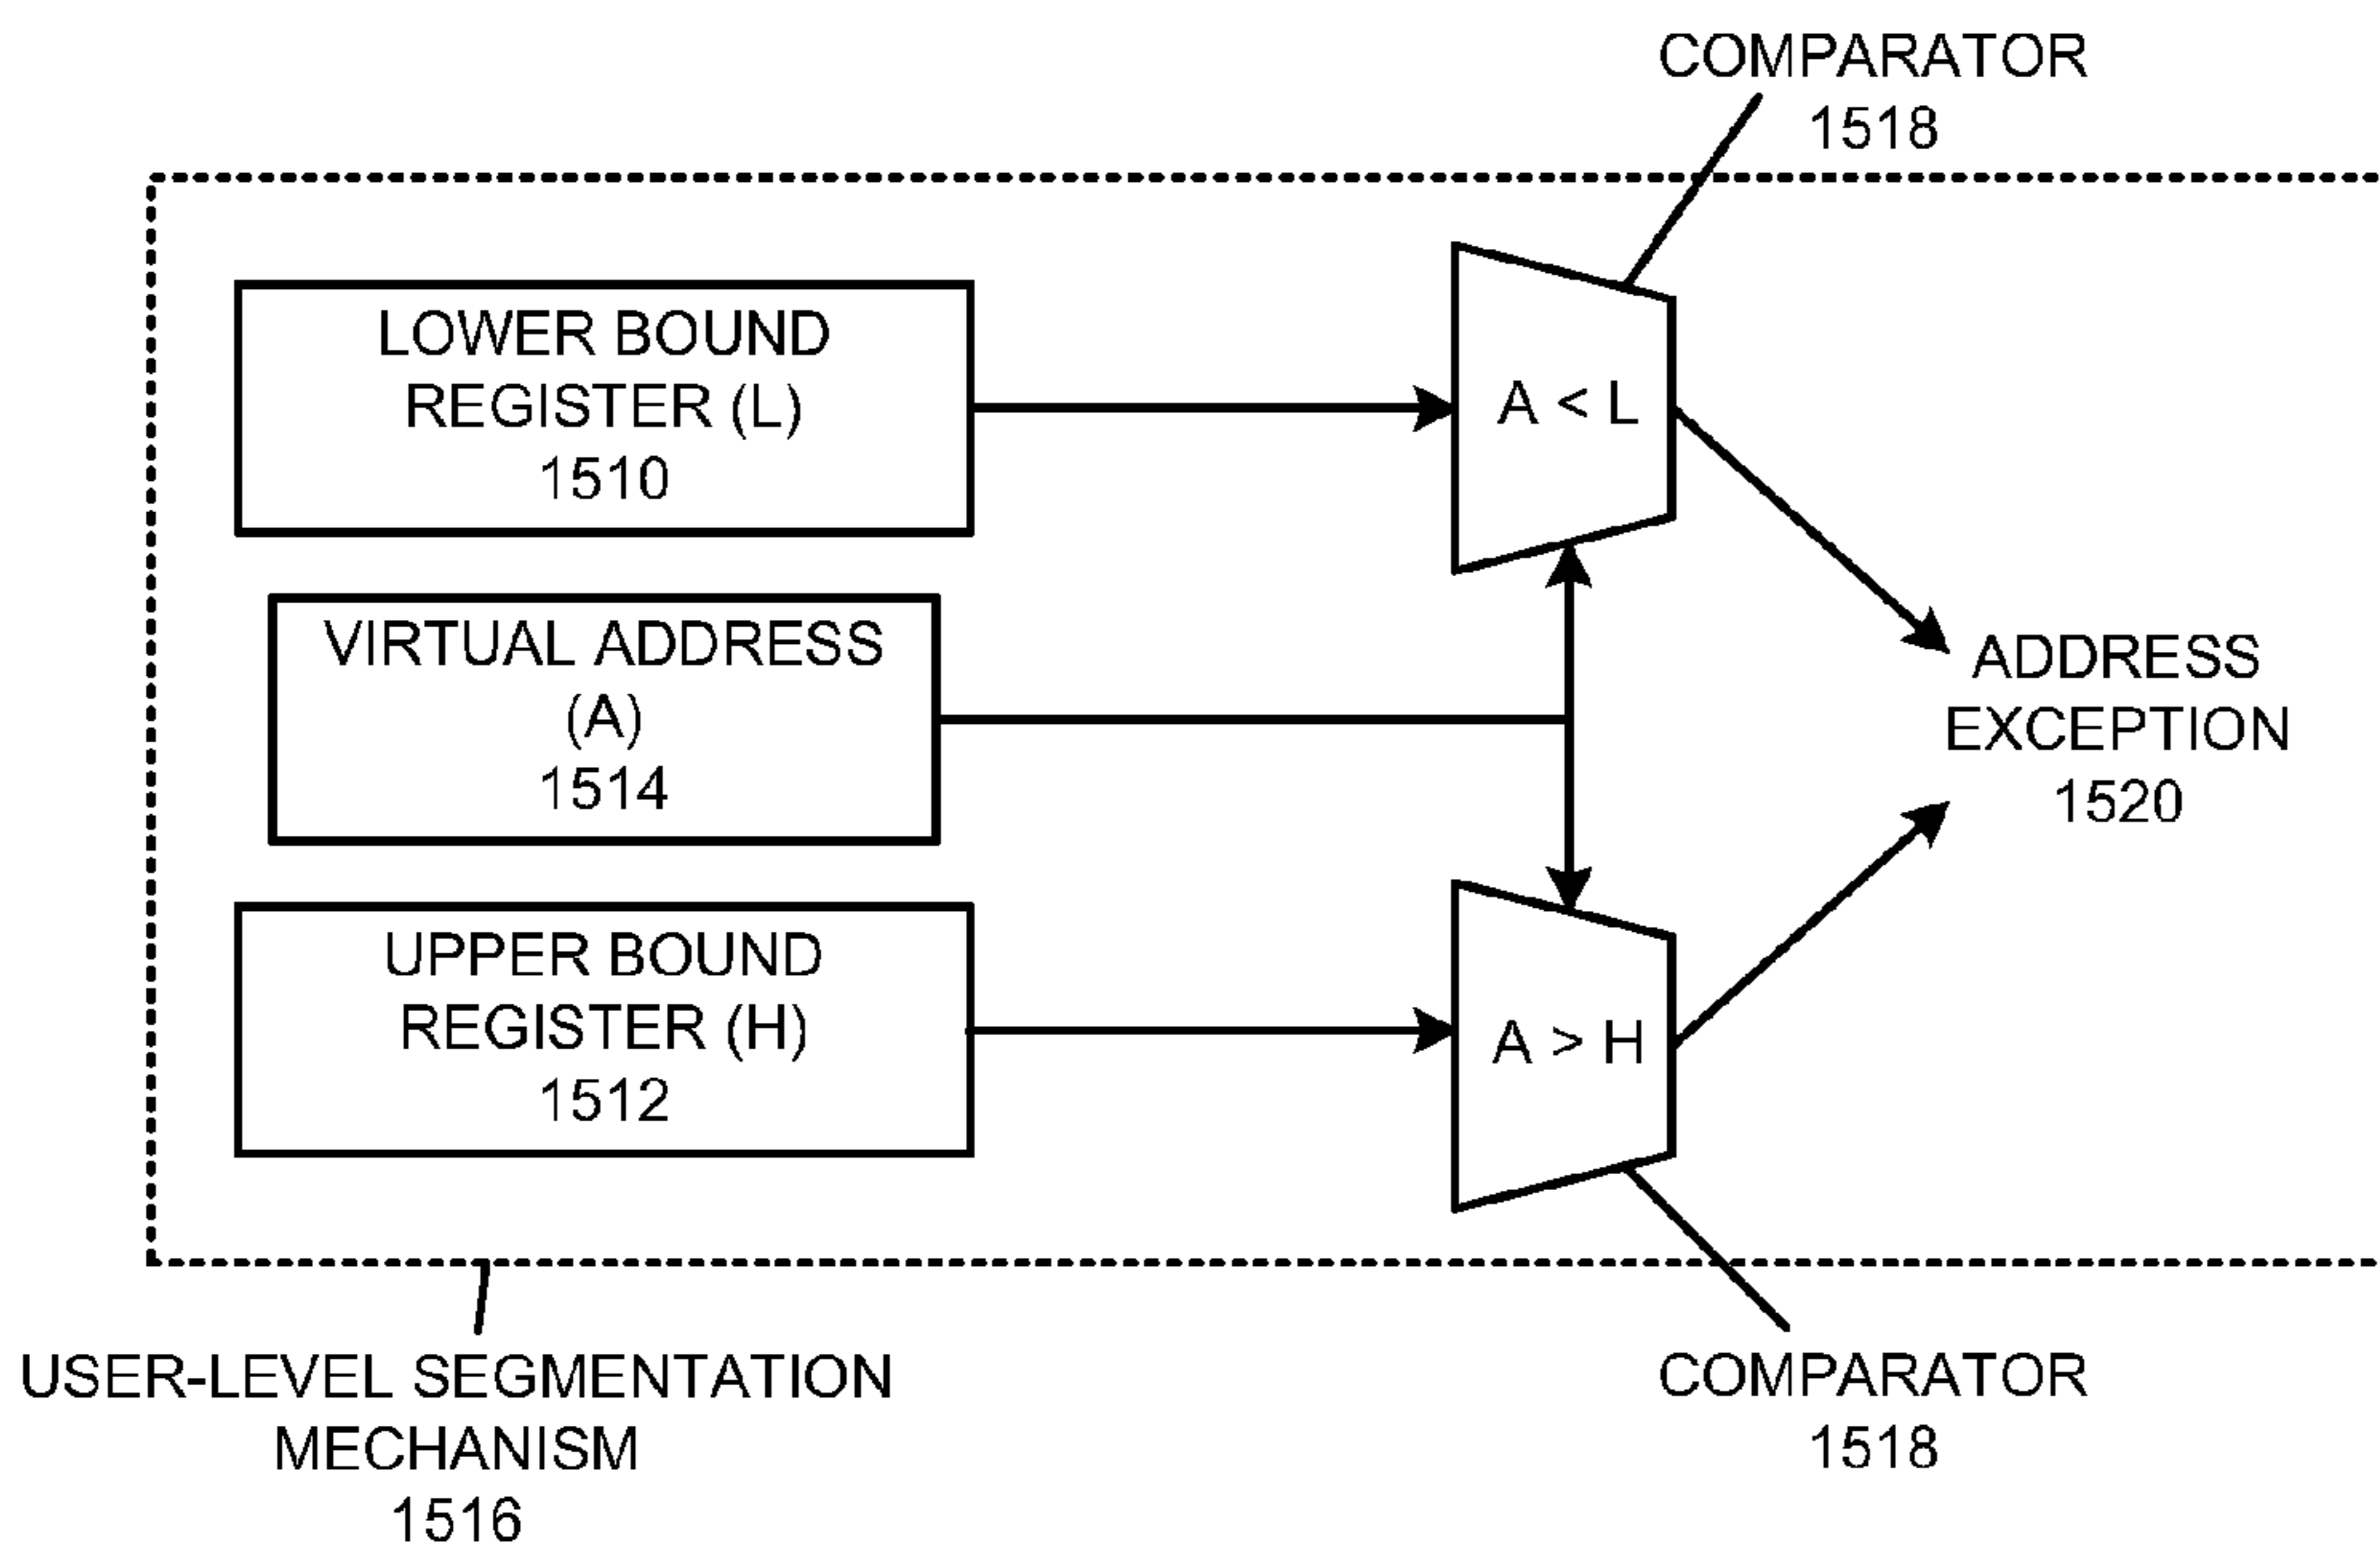 COMPARATOR
1518
LOWER BOUND
REGISTER (L)
1510
A < L
VIRTUAL ADDRESS
(A)
1514
ADDRESS
EXCEPTION
1520
UPPER BOUND
REGISTER (H)
1512
A > H
USER-LEVEL SEGMENTATION
MECHANISM
1516
COMPARATOR
1518